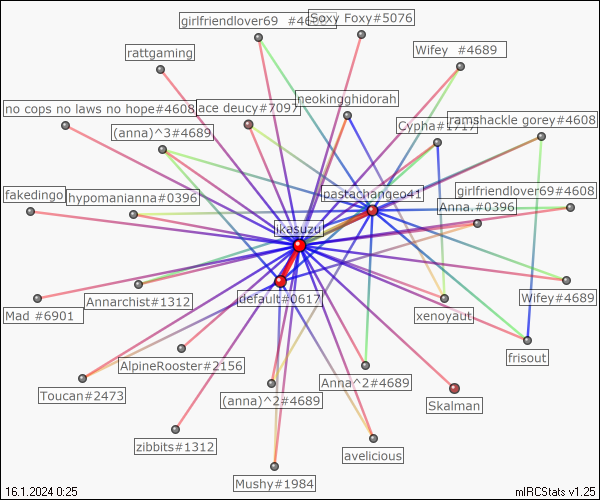 girlfriendlover69 #4689
Soxy Foxy#5076
Wifey #4689
rattgaming
neokingghidorah
no cops no laws no hope#4608
ace deucy#7097
Cypha#1717
ramshackle gorey#4608
(anna)^3#4689
pastachangeo41
girlfriendlover69#4608
fakedingo
hypomanianna#0396
Anna.#0396
ikasuzu
default#0617
Annarchist#1312
Wifey#4689
Mad #6901
xenoyaut
frisout
AlpineRooster#2156
Anna^2#4689
Toucan#2473
(anna)^2#4689
Skalman
zibbits#1312
avelicious
Mushy#1984
16.1.2024 0:25
mIRCStats v1.25